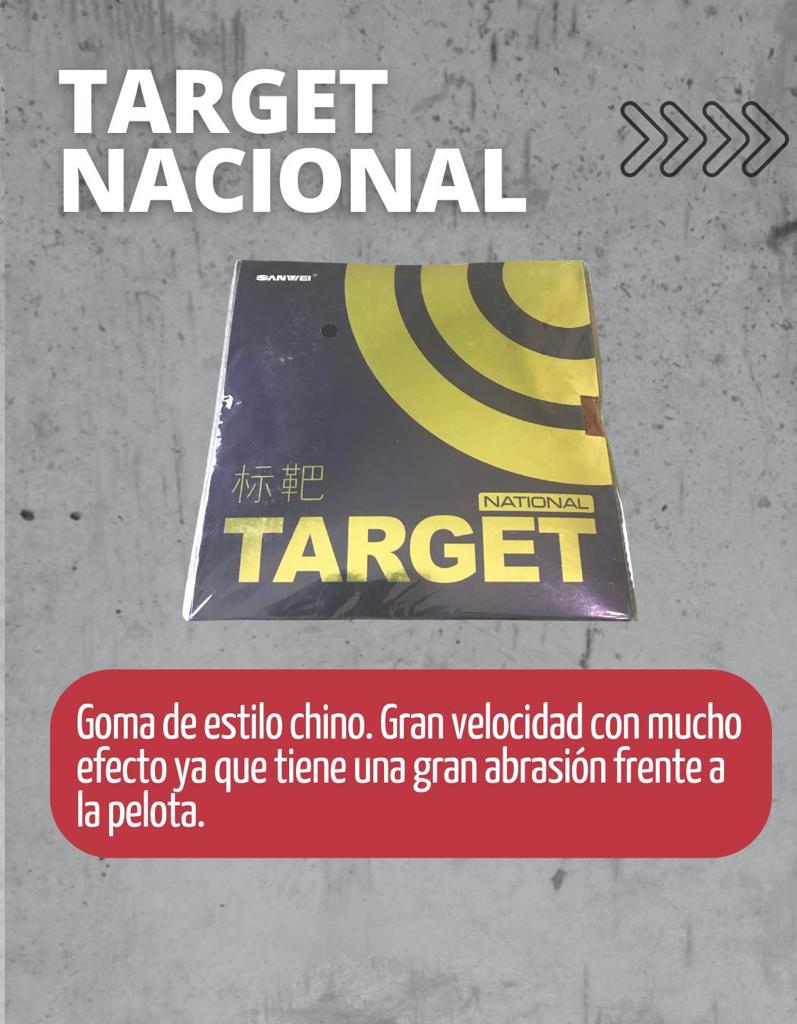 TARGET
NACIONAL
SANWEI®
标靶
NATIONAL
TARGET
Goma de estilo chino. Gran velocidad con mucho
efecto ya que tiene una gran abrasión frente a
la pelota.